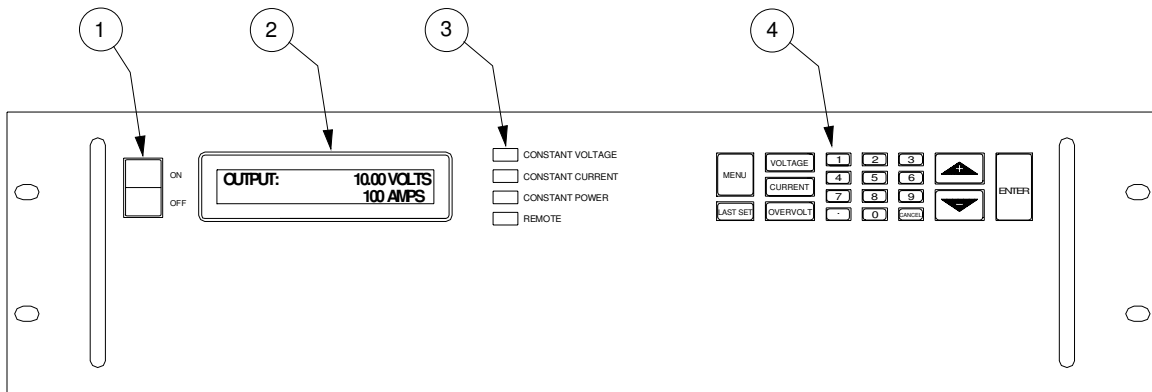 1
2
3
4
ON
OFF
OUTPUT: 10.00 VOLTS
100 AMPS
CONSTANT VOLTAGE
CONSTANT CURRENT
CONSTANT POWER
REMOTE
MENU
LAST SET
VOLTAGE
CURRENT
OVERVOLT
1 2 3
4 5 6
7 8 9
. 0 CANCEL
+
−
ENTER